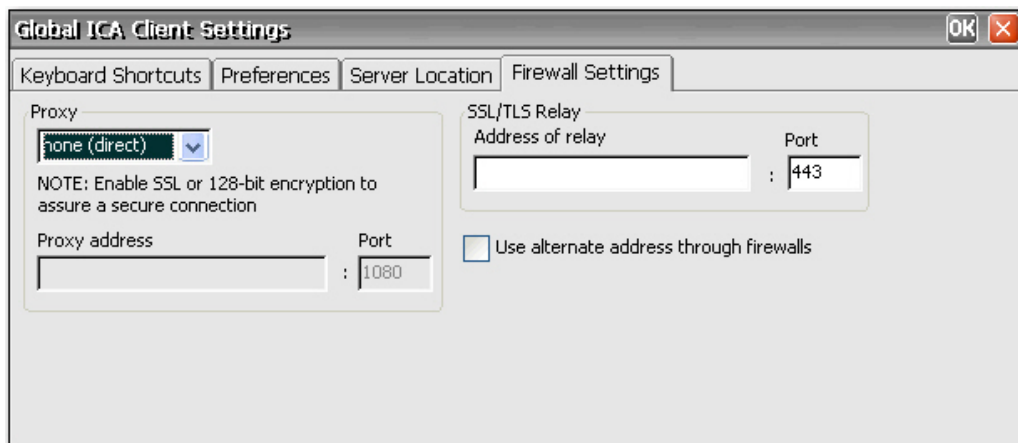 Global ICA Client Settings
OK
Keyboard Shortcuts
Preferences
Server Location
Firewall Settings
Proxy
none (direct)
NOTE: Enable SSL or 128-bit encryption to
assure a secure connection
Proxy address
Port
:
1080
SSL/TLS Relay
Address of relay
Port
:
443
Use alternate address through firewalls